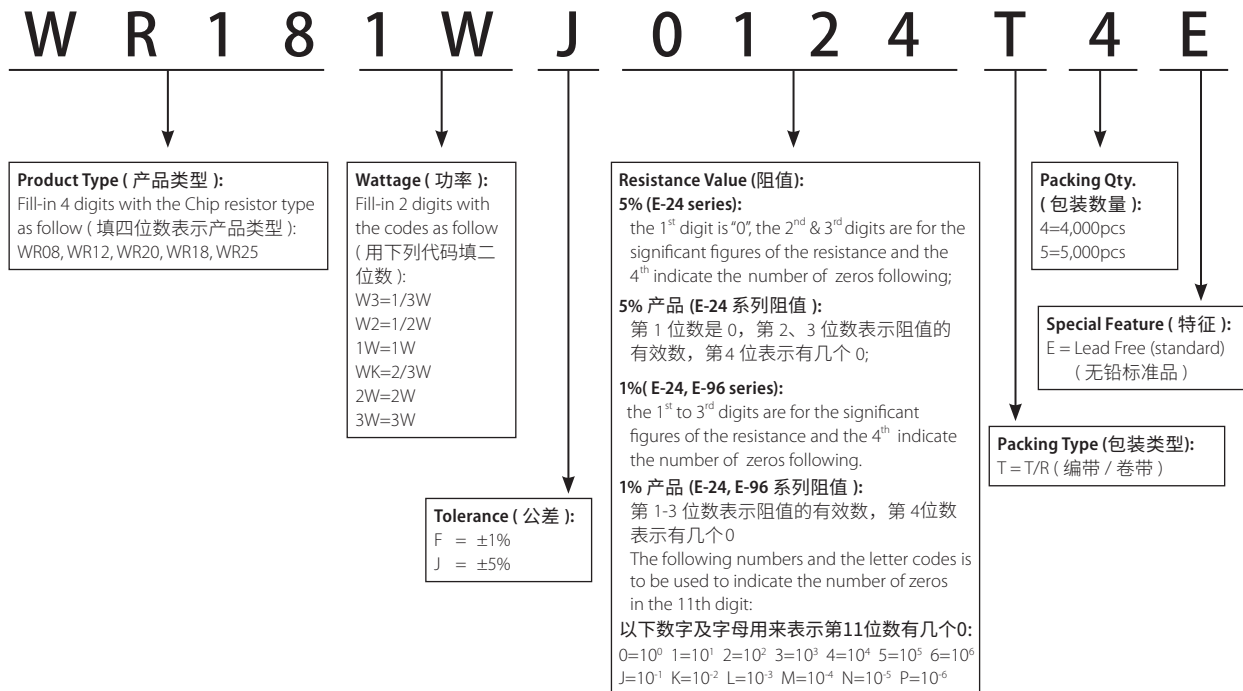 W R 1 8 1 W J 0 1 2 4 T 4 E
Product Type ( 产品类型 ):
Fill-in 4 digits with the Chip resistor type
as follow ( 填四位数表示产品类型 ):
WR08, WR12, WR20, WR18, WR25
Wattage ( 功率 ):
Fill-in 2 digits with
the codes as follow
( 用下列代码填二
位数 ):
W3=1/3W
W2=1/2W
1W=1W
WK=2/3W
2W=2W
3W=3W
Tolerance ( 公差 ):
F = ±1%
J = ±5%
Resistance Value (阻值):
5% (E-24 series):
the 1st digit is “0”, the 2nd & 3rd digits are for the
significant figures of the resistance and the
4th indicate the number of zeros following;
5% 产品 (E-24 系列阻值 ):
第 1 位数是 0，第 2、3 位数表示阻值的
有效数，第 4 位表示有几个 0;
1%( E-24, E-96 series):
the 1st to 3rd digits are for the significant
figures of the resistance and the 4th indicate
the number of zeros following.
1% 产品 (E-24, E-96 系列阻值 ):
第 1-3 位数表示阻值的有效数，第 4位数
表示有几个0
The following numbers and the letter codes is
to be used to indicate the number of zeros
in the 11th digit:
以下数字及字母用来表示第11位数有几个0:
0=10⁰ 1=10¹ 2=10² 3=10³ 4=10⁴ 5=10⁵ 6=10⁶
J=10⁻¹ K=10⁻² L=10⁻³ M=10⁻⁴ N=10⁻⁵ P=10⁻⁶
Packing Type (包装类型):
T = T/R ( 编带 / 卷带 )
Packing Qty.
( 包装数量 ):
4=4,000pcs
5=5,000pcs
Special Feature ( 特征 ):
E = Lead Free (standard)
( 无铅标准品 )